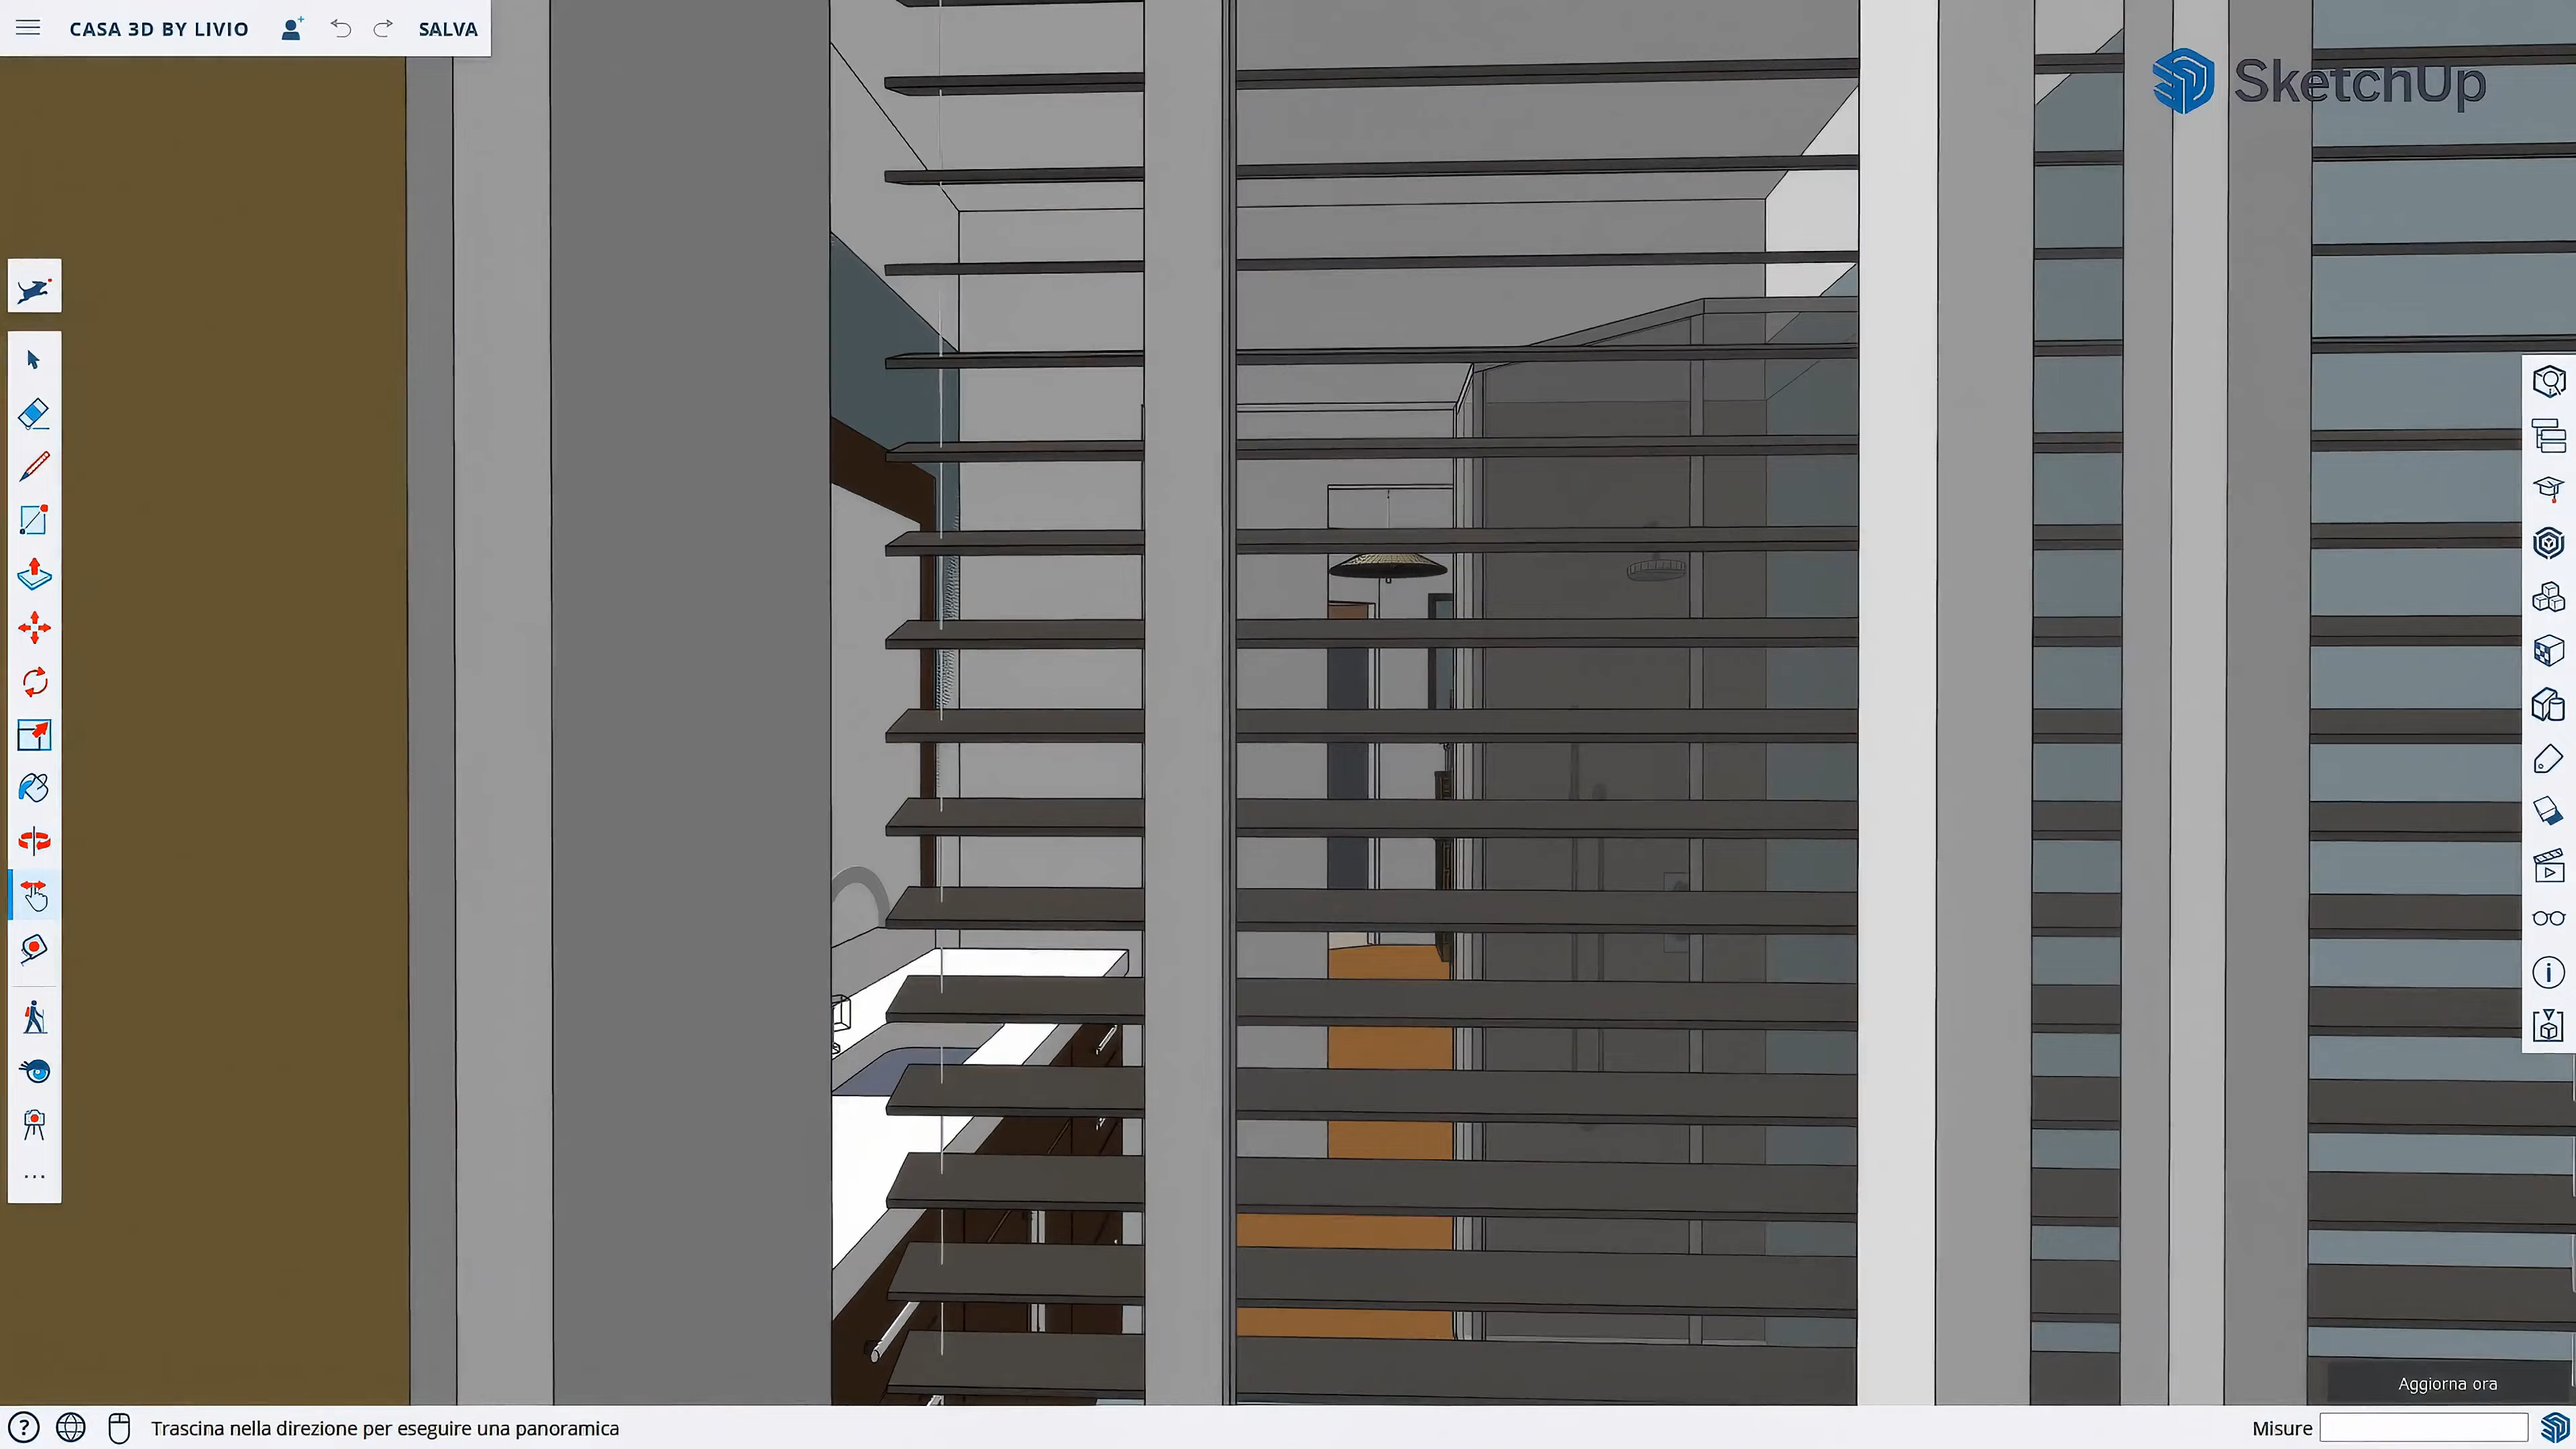 CASA 3D BY LIVIO
SALVA
SketchUp
Aggiorna ora
Trascina nella direzione per eseguire una panoramica
Misure